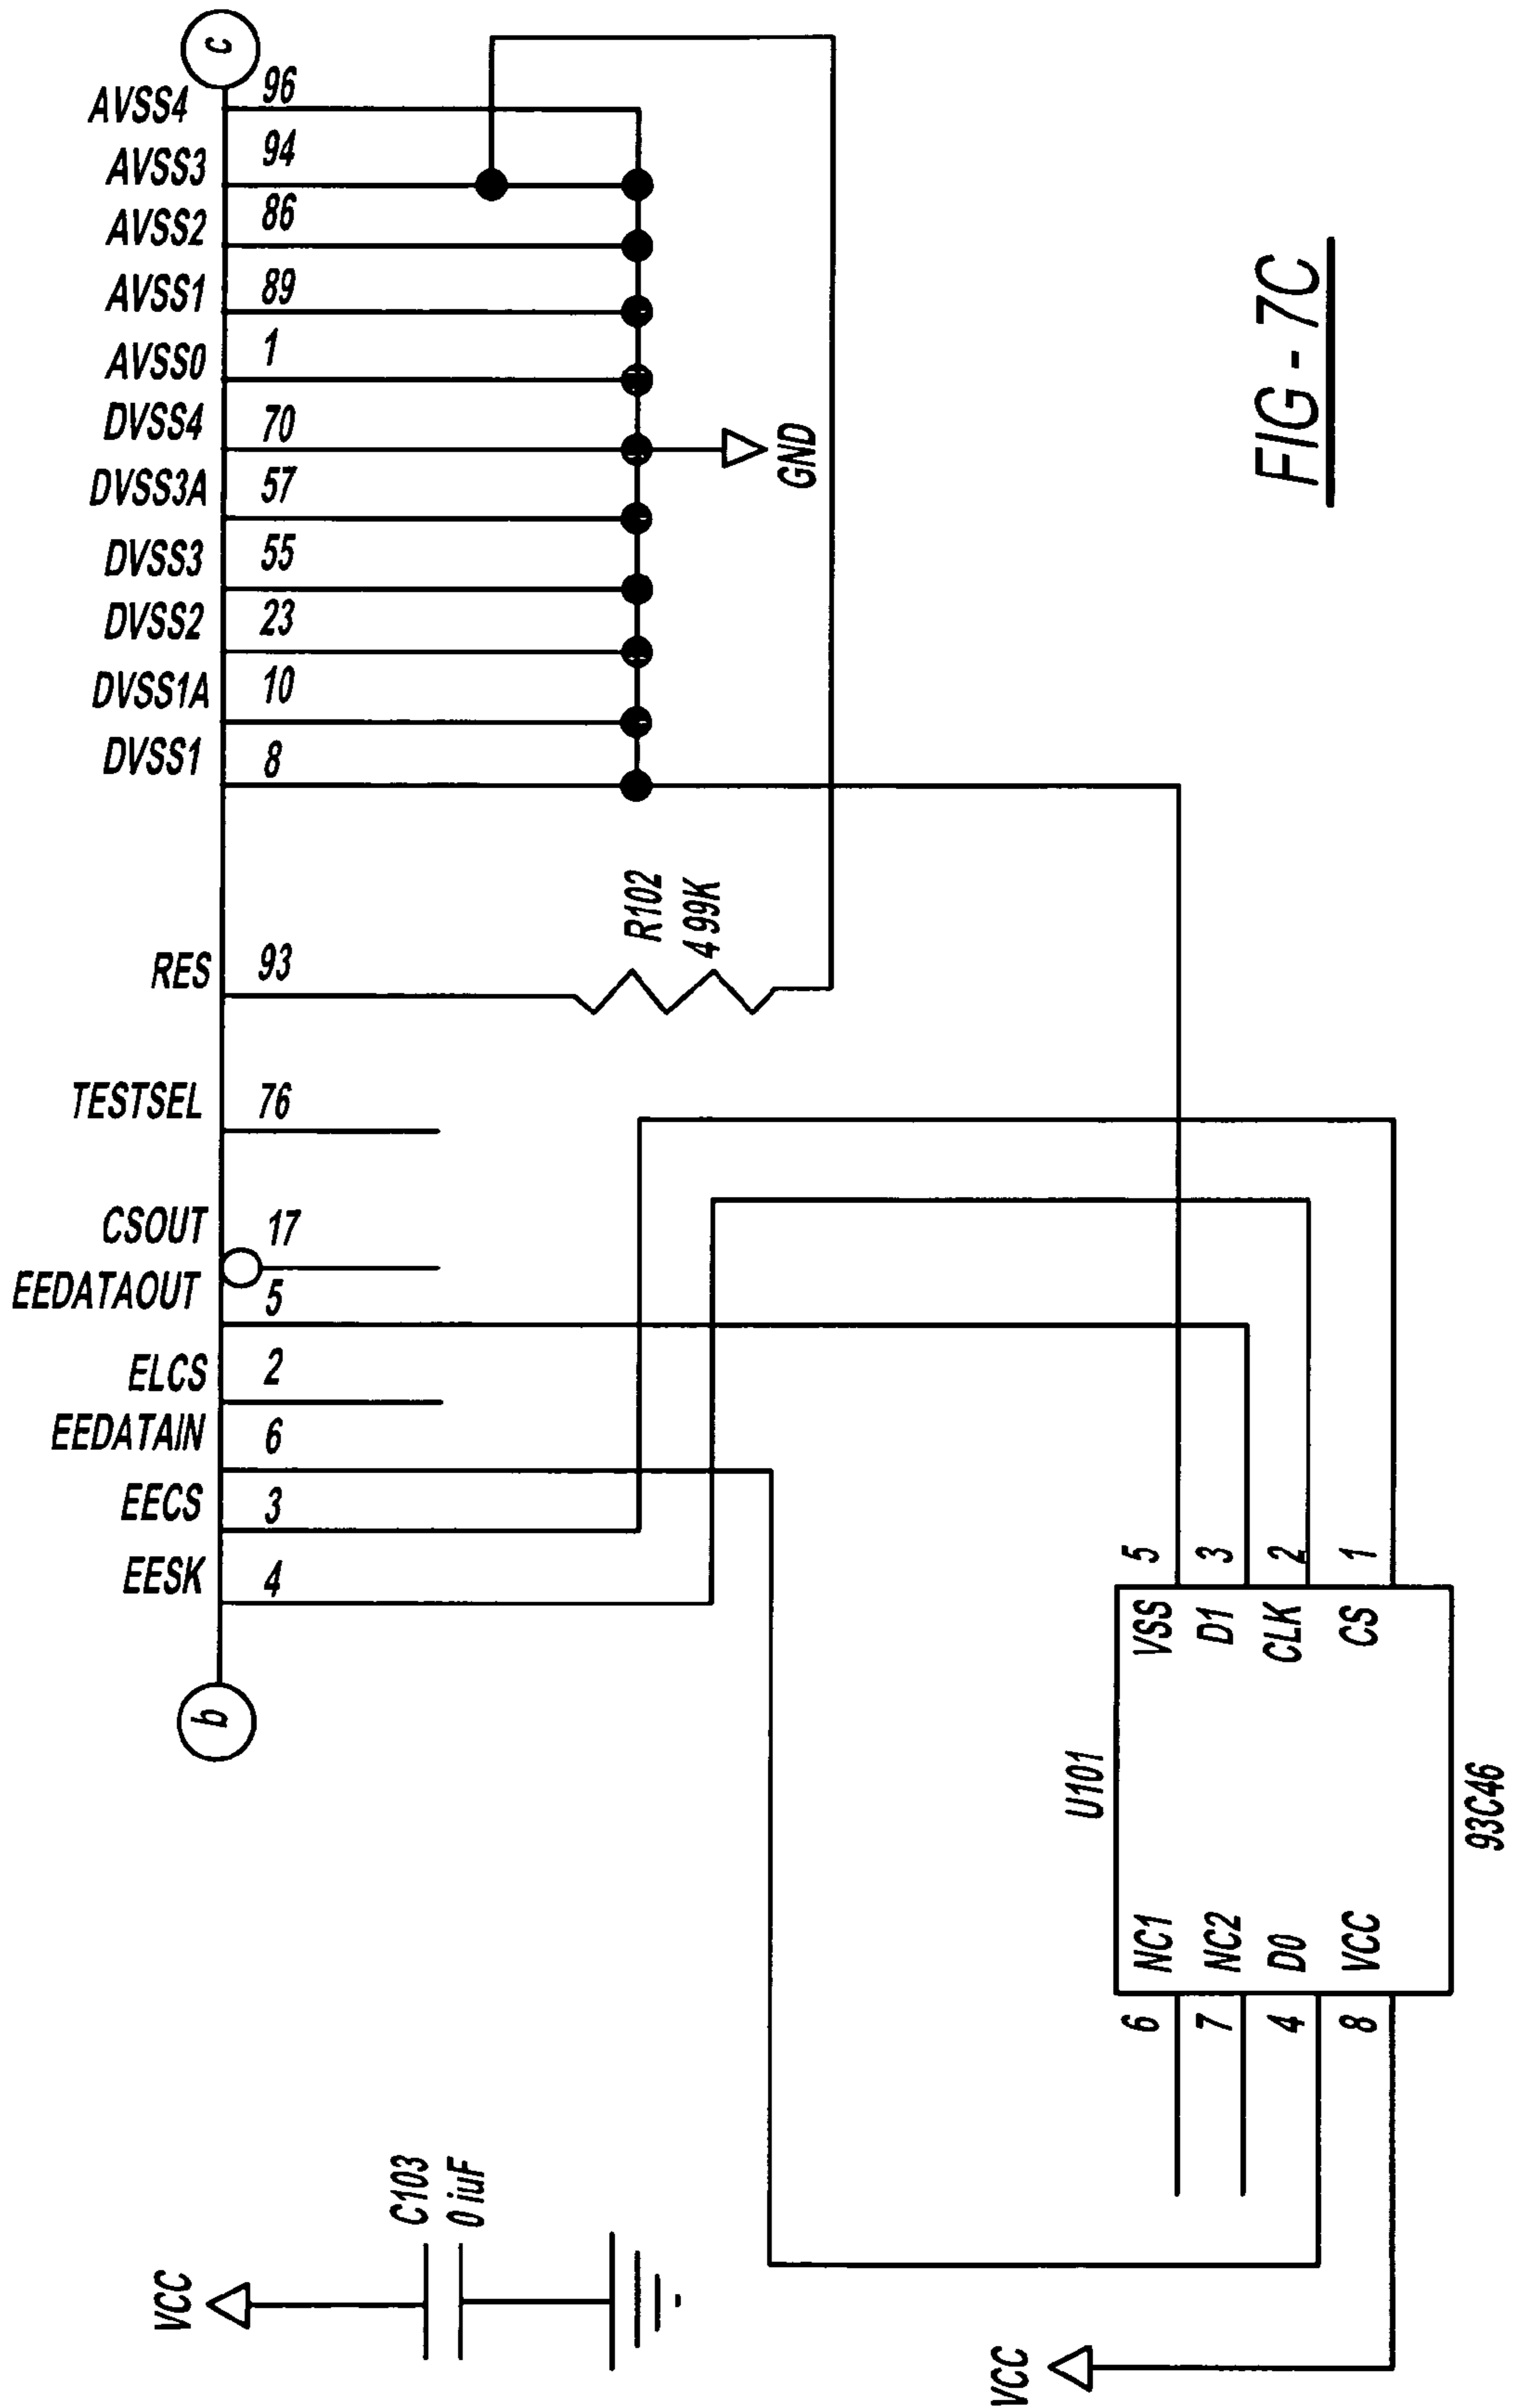 c
AVSS4 96
AVSS3 94
AVSS2 86
AVSS1 89
AVSS0 1
DVSS4 70
DVSS3A 57
DVSS3 55
DVSS2 23
DVSS1A 10
DVSS1 8
GND
RES 93
R102
4 99K
TESTSEL 76
CSOUT 17
EEDATAOUT 5
ELCS 2
EEDATAIN 6
EECS 3
EESK 4
b
U101
VSS 5
D1 3
CLK 2
CS 1
NC1 6
NC2 7
D0 4
VCC 8
93C46
VCC
C103
0 iuF
VCC
FIG - 7C